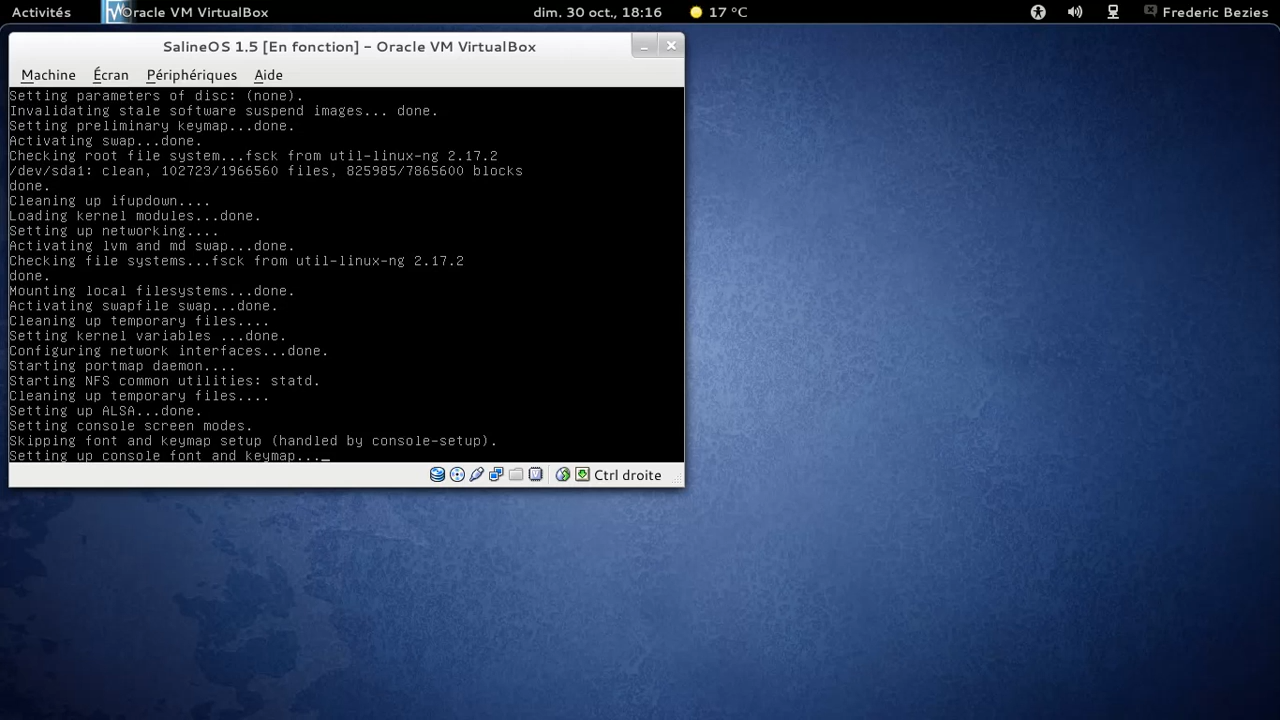 Activités
Oracle VM VirtualBox
dim. 30 oct., 18:16
17 °C
Frederic Bezies
SalineOS 1.5 [En fonction] - Oracle VM VirtualBox
Machine Écran Périphériques Aide
Setting parameters of disc: (none).
Invalidating stale software suspend images... done.
Setting preliminary keymap...done.
Activating swap...done.
Checking root file system...fsck from util-linux-ng 2.17.2
/dev/sda1: clean, 102723/1966560 files, 825985/7865600 blocks
done.
Cleaning up ifupdown....
Loading kernel modules...done.
Setting up networking....
Activating lvm and md swap...done.
Checking file systems...fsck from util-linux-ng 2.17.2
done.
Mounting local filesystems...done.
Activating swapfile swap...done.
Cleaning up temporary files....
Setting kernel variables ...done.
Configuring network interfaces...done.
Starting portmap daemon....
Starting NFS common utilities: statd.
Cleaning up temporary files....
Setting up ALSA...done.
Setting console screen modes.
Skipping font and keymap setup (handled by console-setup).
Setting up console font and keymap..._
Ctrl droite